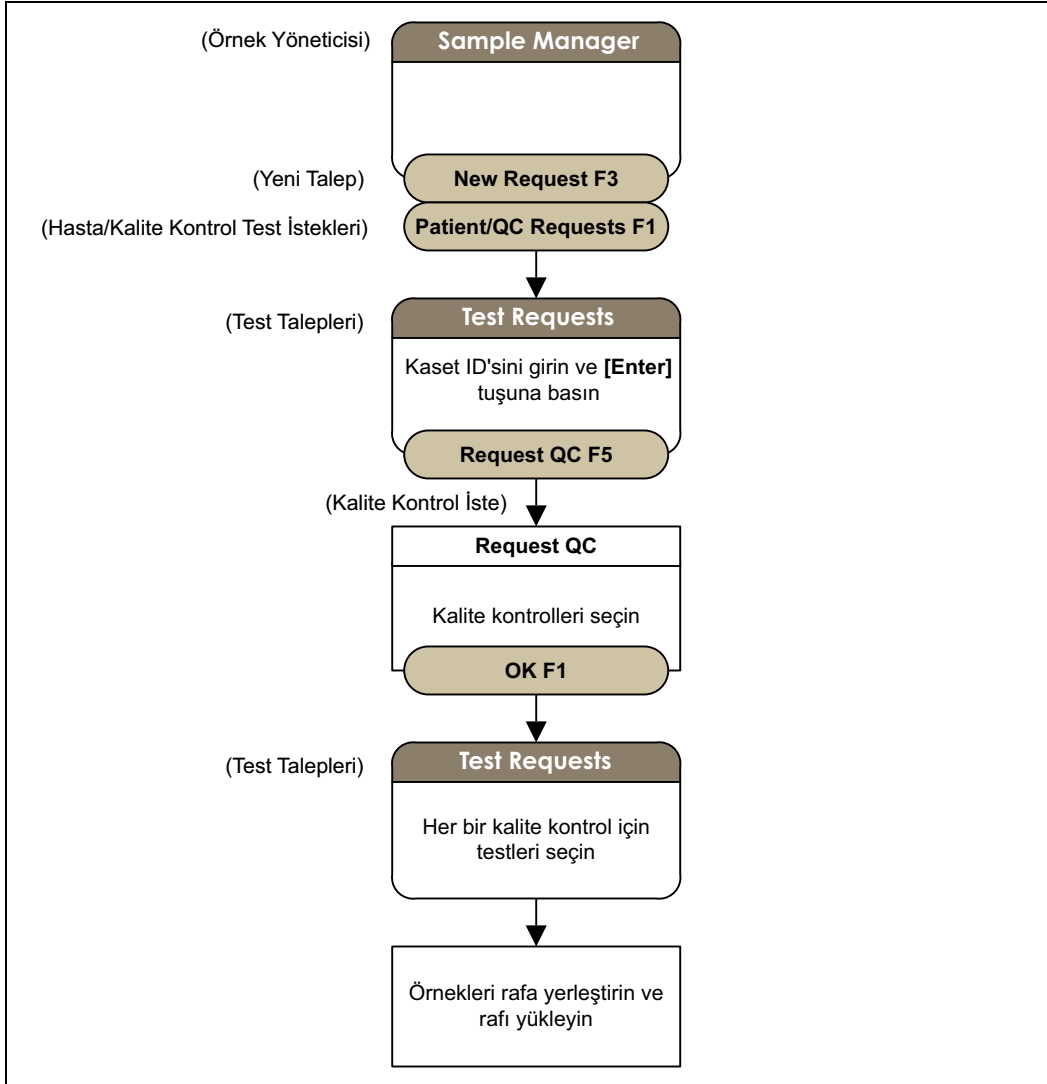 (Örnek Yöneticisi)
Sample Manager
(Yeni Talep)
New Request F3
(Hasta/Kalite Kontrol Test İstekleri)
Patient/QC Requests F1
(Test Talepleri)
Test Requests
Kaset ID'sini girin ve [Enter]
tuşuna basın
Request QC F5
(Kalite Kontrol İste)
Request QC
Kalite kontrolleri seçin
OK F1
(Test Talepleri)
Test Requests
Her bir kalite kontrol için
testleri seçin
Örnekleri rafa yerleştirin ve
rafı yükleyin